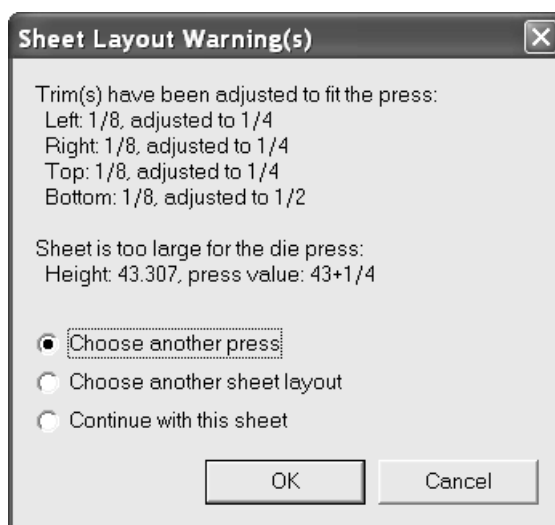 Sheet Layout Warning(s)
Trim(s) have been adjusted to fit the press:
Left: 1/8, adjusted to 1/4
Right: 1/8, adjusted to 1/4
Top: 1/8, adjusted to 1/4
Bottom: 1/8, adjusted to 1/2
Sheet is too large for the die press:
Height: 43.307, press value: 43+1/4
Choose another press
Choose another sheet layout
Continue with this sheet
OK Cancel